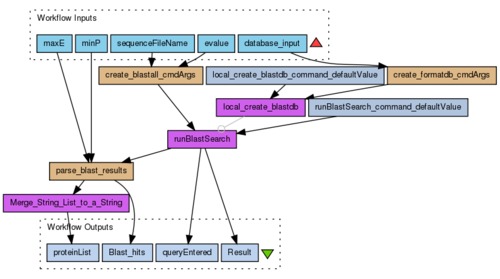 Workflow Inputs
maxE minP sequenceFileName evalue database_input
create_blastall_cmdArgs local_create_blastdb_command_defaultValue create_formatdb_cmdArgs
local_create_blastdb runBlastSearch_command_defaultValue
runBlastSearch
parse_blast_results
Merge_String_List_to_a_String
Workflow Outputs
proteinList Blast_hits queryEntered Result